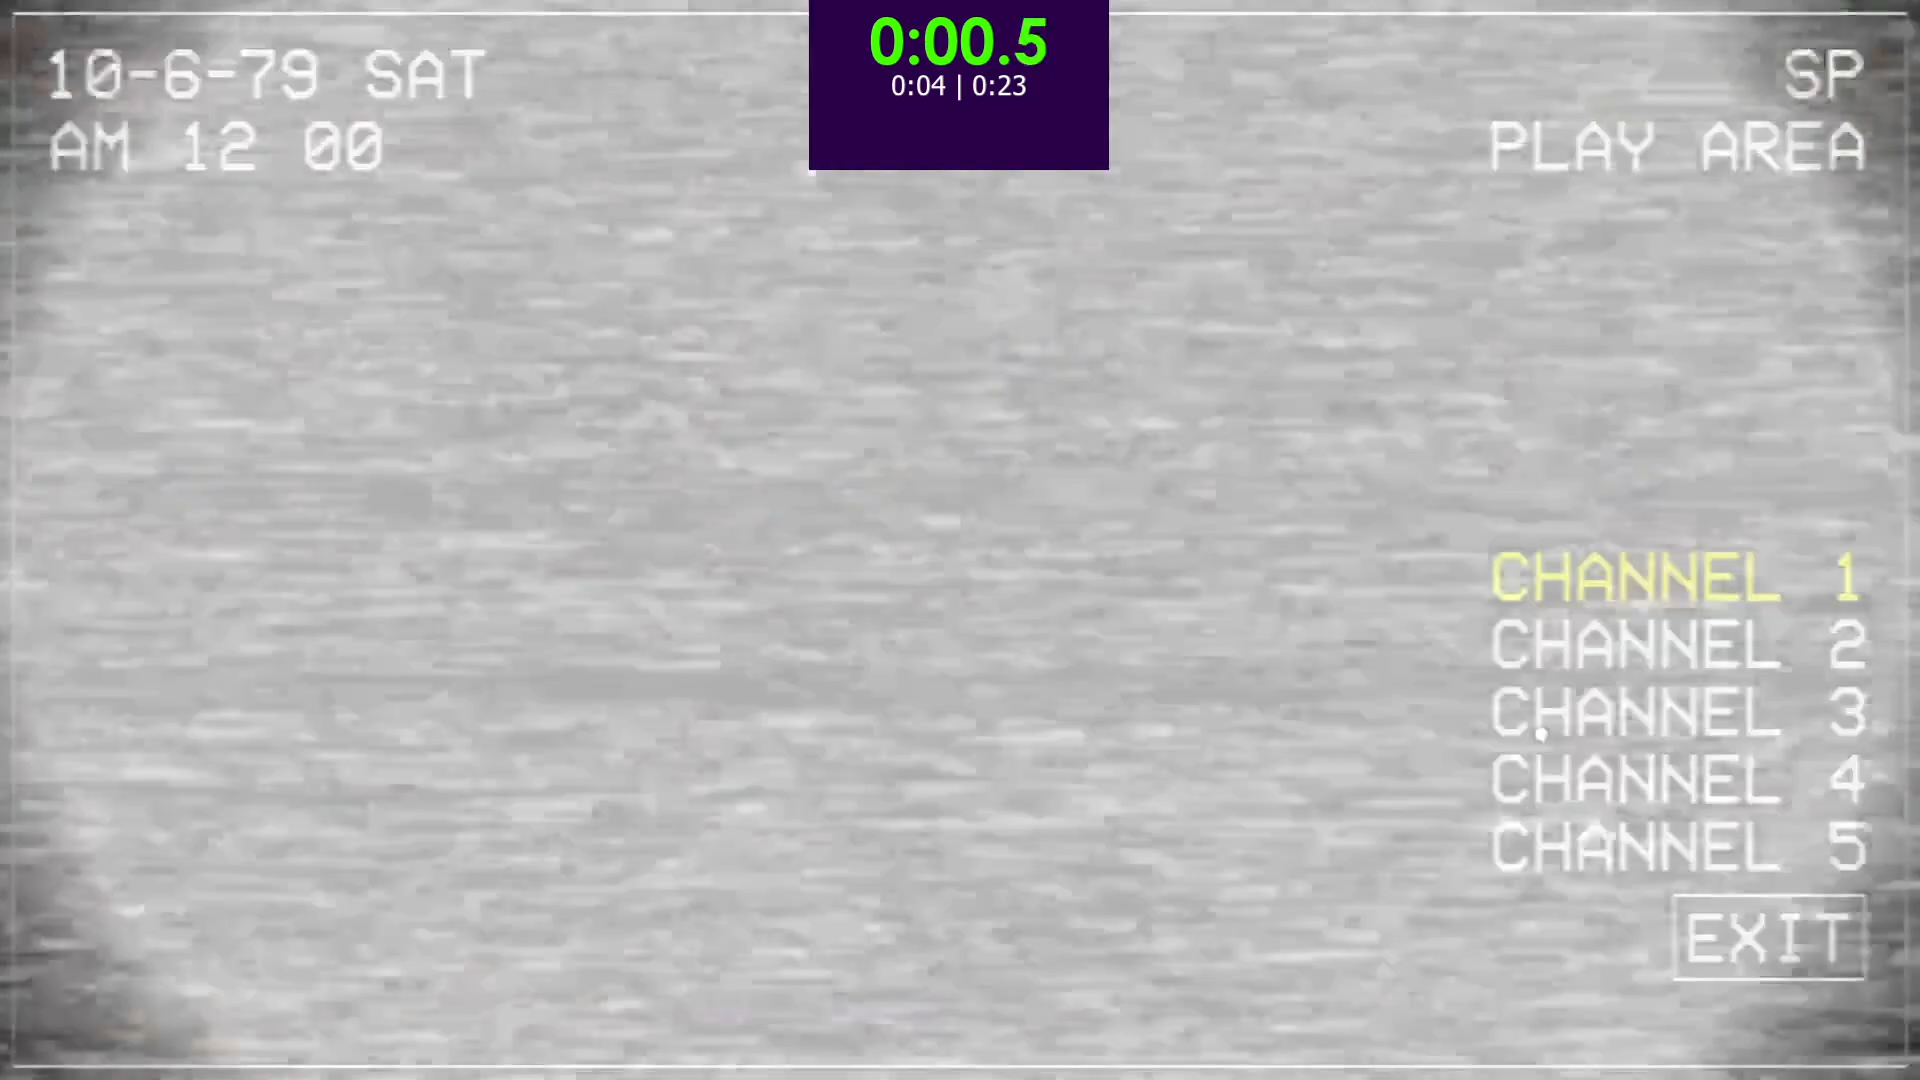 10-6-79 SAT
AM 12 00
0:00.5
0:04 | 0:23
SP
PLAY AREA
CHANNEL 1
CHANNEL 2
CHANNEL 3
CHANNEL 4
CHANNEL 5
EXIT